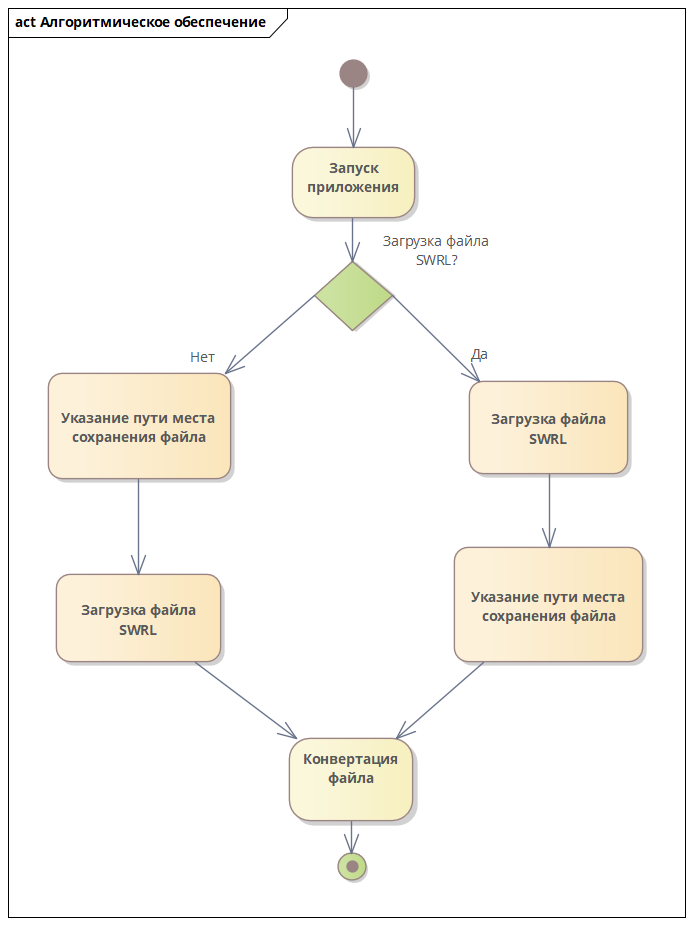 act Алгоритмическое обеспечение
Запуск
приложения
Загрузка файла
SWRL?
Нет
Да
Указание пути места
сохранения файла
Загрузка файла
SWRL
Загрузка файла
SWRL
Указание пути места
сохранения файла
Конвертация
файла